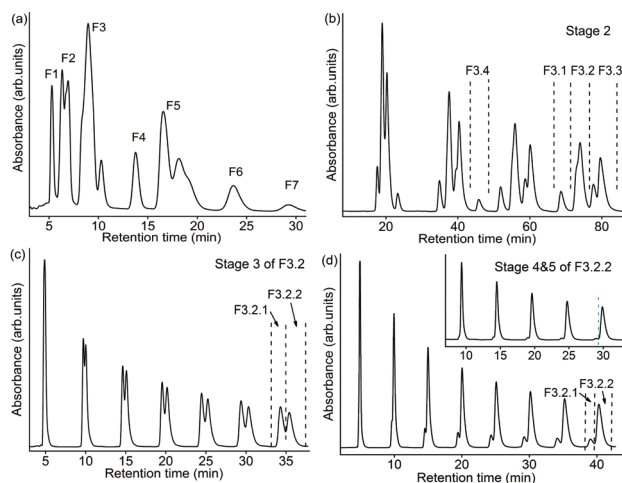 (a)
F1
F2
F3
F4
F5
F6
F7
Absorbance (arb.units)
5 10 15 20 25 30
Retention time (min)
(b)
Stage 2
F3.4
F3.1 F3.2 F3.3
Absorbance (arb.units)
20 40 60 80
Retention time (min)
(c)
Stage 3 of F3.2
F3.2.2
F3.2.1
Absorbance (arb.units)
5 10 15 20 25 30 35
Retention time (min)
(d)
Stage 4&5 of F3.2.2
10 15 20 25 30
F3.2.1 F3.2.2
Absorbance (arb.units)
10 20 30 40
Retention time (min)